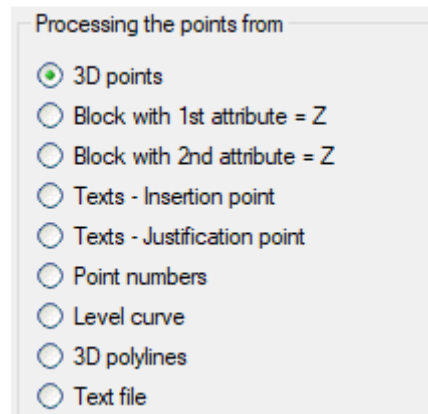 Processing the points from
3D points
Block with 1st attribute = Z
Block with 2nd attribute = Z
Texts - Insertion point
Texts - Justification point
Point numbers
Level curve
3D polylines
Text file